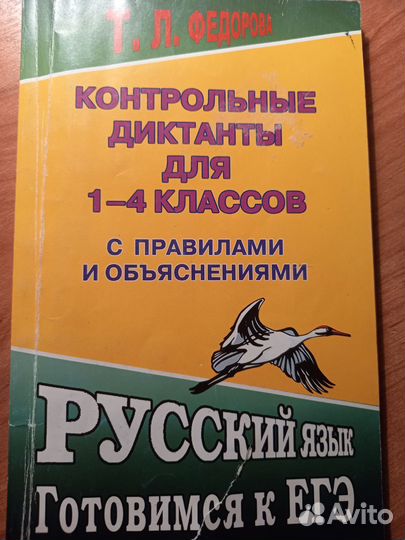 Т. Л. ФЕДОРОВА
КОНТРОЛЬНЫЕ
ДИКТАНТЫ
ДЛЯ
1–4 КЛАССОВ
С ПРАВИЛАМИ
И ОБЪЯСНЕНИЯМИ
РУССКИЙ ЯЗЫК
ГОТОВИМСЯ К ЕГЭ
Avito